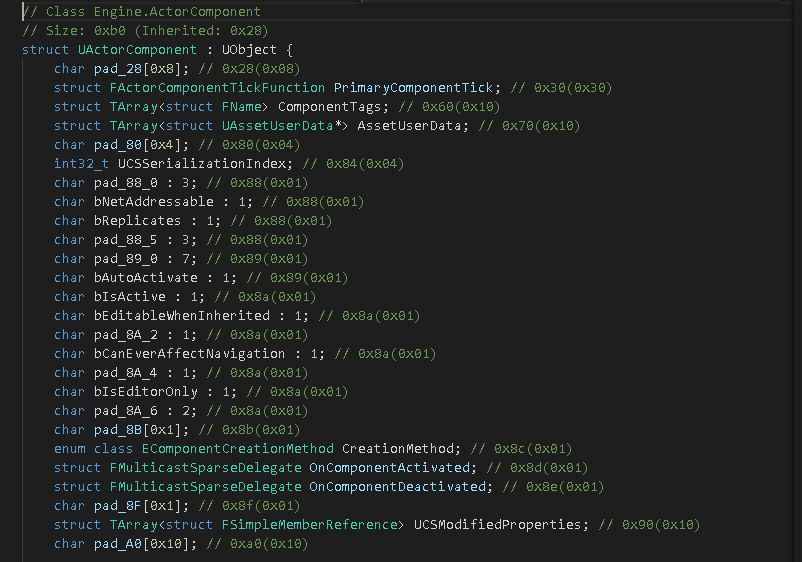 // Class Engine.ActorComponent
// Size: 0xb0 (Inherited: 0x28)
struct UActorComponent : UObject {
char pad_28[0x8]; // 0x28(0x08)
struct FActorComponentTickFunction PrimaryComponentTick; // 0x30(0x30)
struct TArray<struct FName> ComponentTags; // 0x60(0x10)
struct TArray<struct UAssetUserData*> AssetUserData; // 0x70(0x10)
char pad_80[0x4]; // 0x80(0x04)
int32_t UCSSerializationIndex; // 0x84(0x04)
char pad_88_0 : 3; // 0x88(0x01)
char bNetAddressable : 1; // 0x88(0x01)
char bReplicates : 1; // 0x88(0x01)
char pad_88_5 : 3; // 0x88(0x01)
char pad_89_0 : 7; // 0x89(0x01)
char bAutoActivate : 1; // 0x89(0x01)
char bIsActive : 1; // 0x8a(0x01)
char bEditableWhenInherited : 1; // 0x8a(0x01)
char pad_8A_2 : 1; // 0x8a(0x01)
char bCanEverAffectNavigation : 1; // 0x8a(0x01)
char pad_8A_4 : 1; // 0x8a(0x01)
char bIsEditorOnly : 1; // 0x8a(0x01)
char pad_8A_6 : 2; // 0x8a(0x01)
char pad_8B[0x1]; // 0x8b(0x01)
enum class EComponentCreationMethod CreationMethod; // 0x8c(0x01)
struct FMulticastSparseDelegate OnComponentActivated; // 0x8d(0x01)
struct FMulticastSparseDelegate OnComponentDeactivated; // 0x8e(0x01)
char pad_8F[0x1]; // 0x8f(0x01)
struct TArray<struct FSimpleMemberReference> UCSModifiedProperties; // 0x90(0x10)
char pad_A0[0x10]; // 0xa0(0x10)